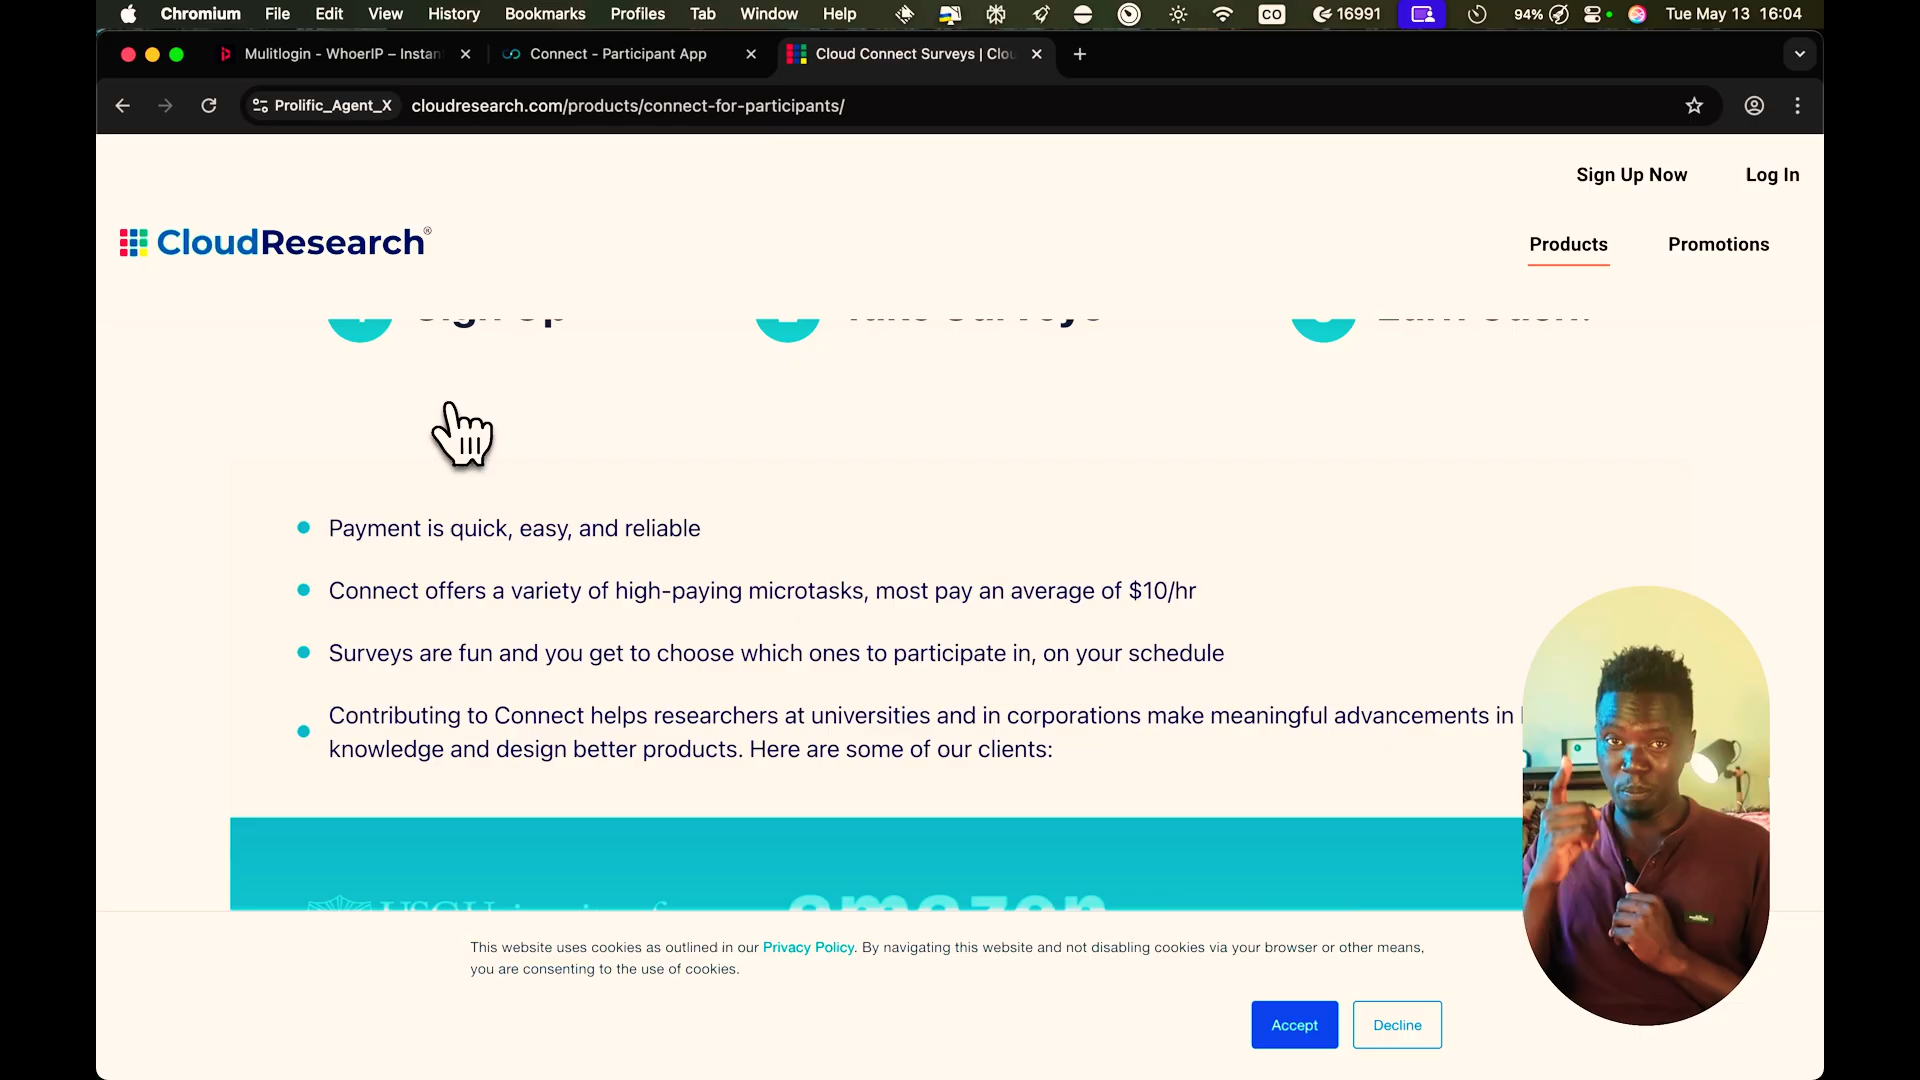 Chromium File Edit View History Bookmarks Profiles Tab Window Help CO 16991 94% Tue May 13 16:04
Mulitlogin - WhoerIP – Instan Connect - Participant App Cloud Connect Surveys | Clou
Prolific_Agent_X cloudresearch.com/products/connect-for-participants/
Sign Up Now Log In
CloudResearch®
Products Promotions
Payment is quick, easy, and reliable
Connect offers a variety of high-paying microtasks, most pay an average of $10/hr
Surveys are fun and you get to choose which ones to participate in, on your schedule
Contributing to Connect helps researchers at universities and in corporations make meaningful advancements in
knowledge and design better products. Here are some of our clients:
amazon
This website uses cookies as outlined in our Privacy Policy. By navigating this website and not disabling cookies via your browser or other means,
you are consenting to the use of cookies.
Accept Decline